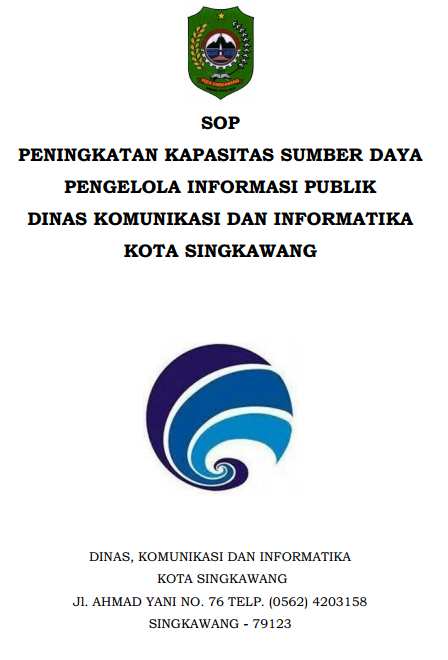 SOP
PENINGKATAN KAPASITAS SUMBER DAYA
PENGELOLA INFORMASI PUBLIK
DINAS KOMUNIKASI DAN INFORMATIKA
KOTA SINGKAWANG
DINAS, KOMUNIKASI DAN INFORMATIKA
KOTA SINGKAWANG
Jl. AHMAD YANI NO. 76 TELP. (0562) 4203158
SINGKAWANG - 79123